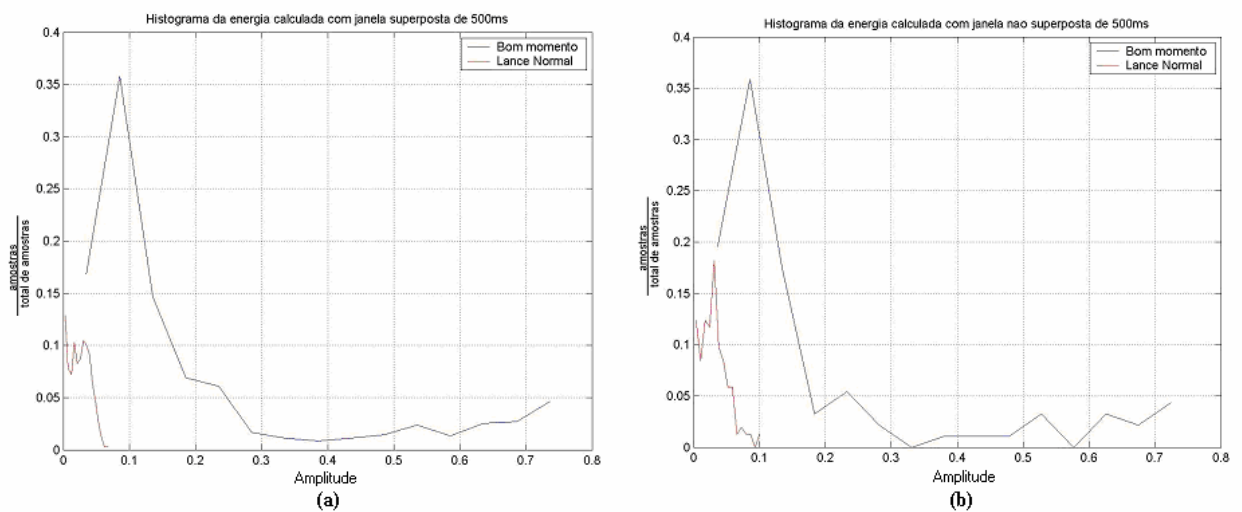 Histograma da energia calculada com janela superposta de 500ms
0.4
0.35
0.3
0.25
0.2
0.15
0.1
0.05
0
Bom momento
Lance Normal
amostras
total de amostras
0 0.1 0.2 0.3 0.4 0.5 0.6 0.7 0.8
Amplitude
(a)
Histograma da energia calculada com janela nao superposta de 500ms
0.4
0.35
0.3
0.25
0.2
0.15
0.1
0.05
0
Bom momento
Lance Normal
amostras
total de amostras
0 0.1 0.2 0.3 0.4 0.5 0.6 0.7 0.8
Amplitude
(b)